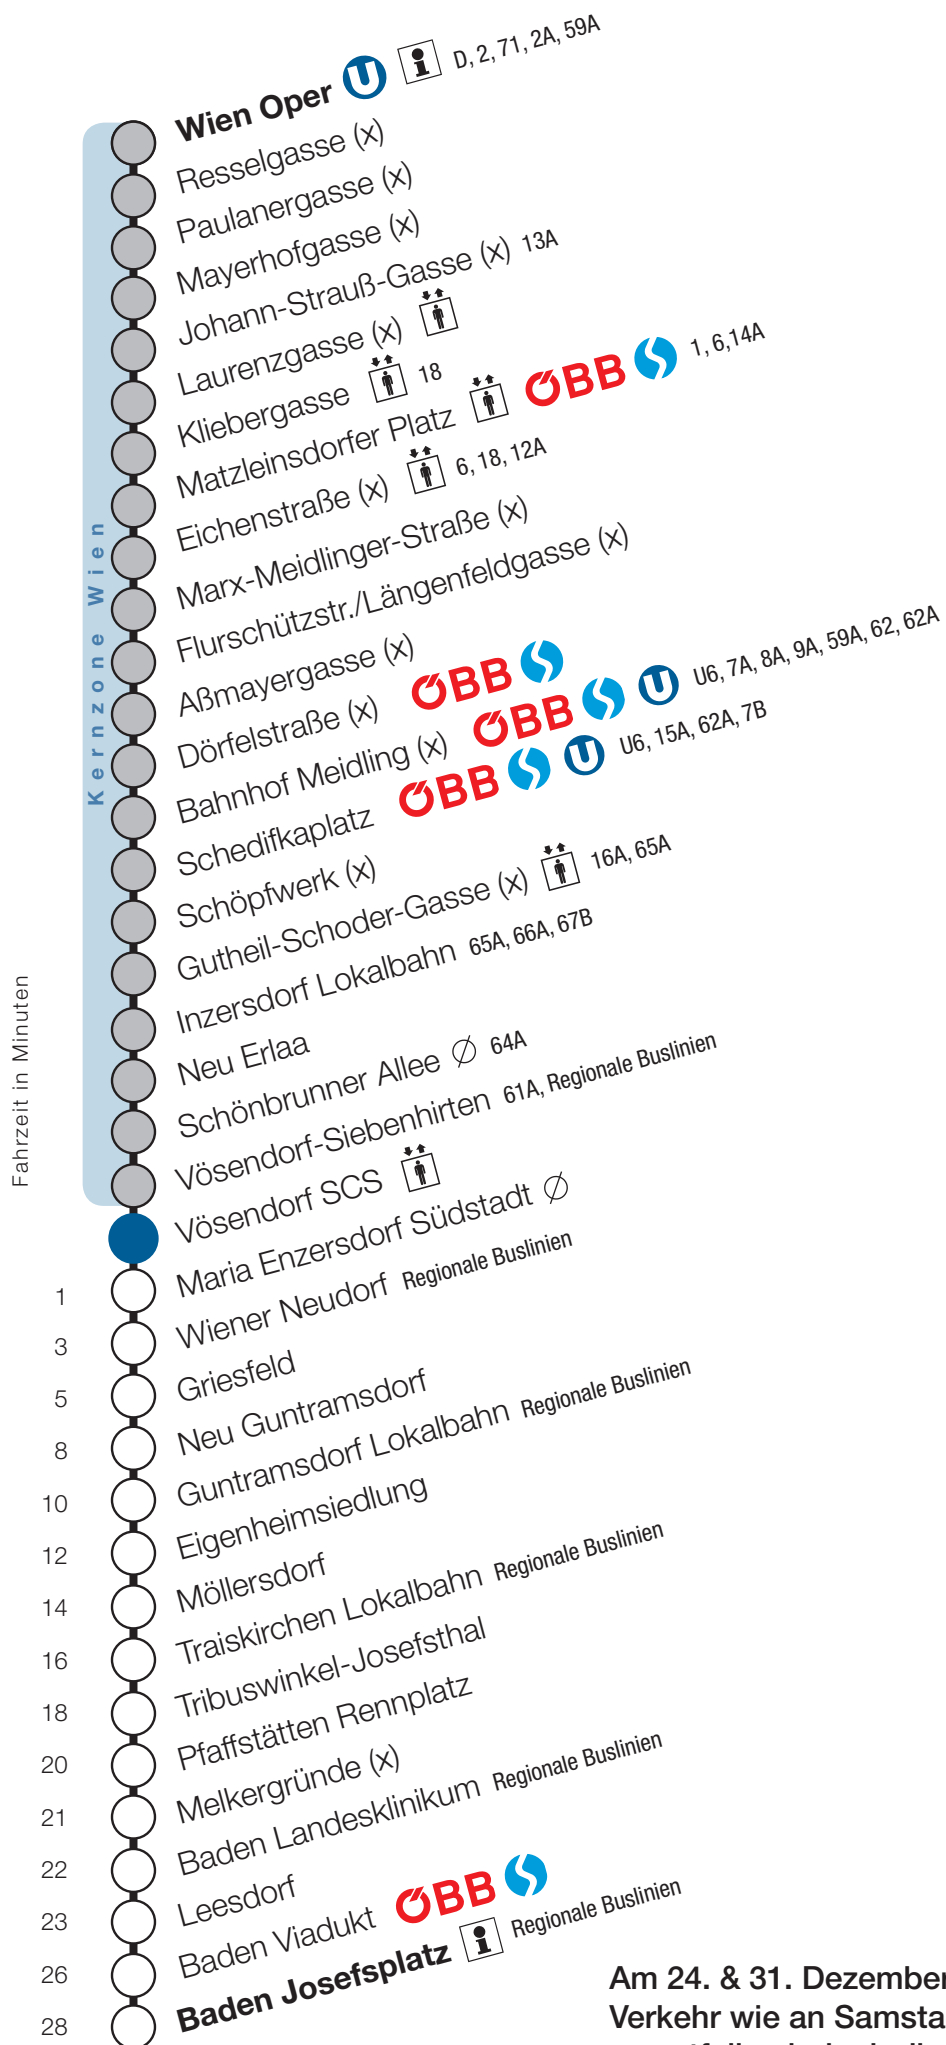 Wien Oper U i D, 2, 71, 2A, 59A
Resselgasse (x)
Paulanergasse (x)
Mayerhofgasse (x)
Johann-Strauß-Gasse (x) 13A
Laurenzgasse (x)
Kliebergasse 18
Matzleinsdorfer Platz ÖBB S 1, 6,14A
Eichenstraße (x) 6, 18, 12A
Marx-Meidlinger-Straße (x)
Flurschützstr./Längenfeldgasse (x)
Aßmayergasse (x)
Dörfelstraße (x) ÖBB S
Bahnhof Meidling (x) ÖBB S U U6, 7A, 8A, 9A, 59A, 62, 62A
Schedifkaplatz ÖBB S U U6, 15A, 62A, 7B
Schöpfwerk (x)
Gutheil-Schoder-Gasse (x) 16A, 65A
Inzersdorf Lokalbahn 65A, 66A, 67B
Neu Erlaa
Schönbrunner Allee ∅ 64A
Vösendorf-Siebenhirten 61A, Regionale Buslinien
Kernzone Wien
Vösendorf SCS
Fahrzeit in Minuten
1 Maria Enzersdorf Südstadt ∅
3 Wiener Neudorf Regionale Buslinien
5 Griesfeld
8 Neu Guntramsdorf
10 Guntramsdorf Lokalbahn Regionale Buslinien
12 Eigenheimsiedlung
14 Möllersdorf
16 Traiskirchen Lokalbahn Regionale Buslinien
18 Tribuswinkel-Josefsthal
20 Pfaffstätten Rennplatz
21 Melkergründe (x)
22 Baden Landesklinikum Regionale Buslinien
23 Leesdorf
26 Baden Viadukt ÖBB S
28 Baden Josefsplatz i Regionale Buslinien
Am 24. & 31. Dezember
Verkehr wie an Samsta